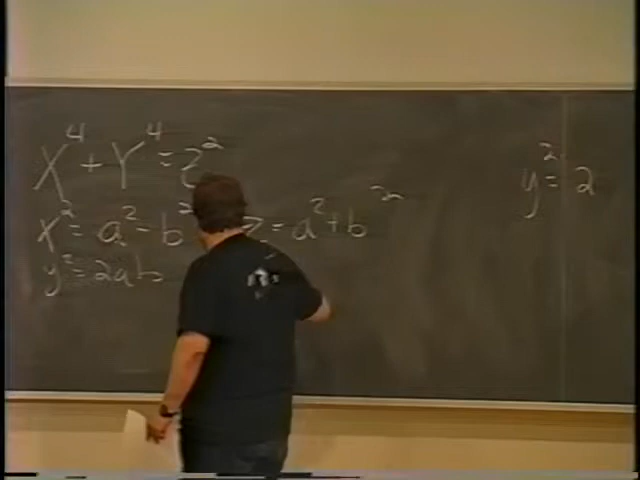 X⁴ + Y⁴ = Z²
x² = a² - b² z = a² + b²
y² = 2ab
y² = 2